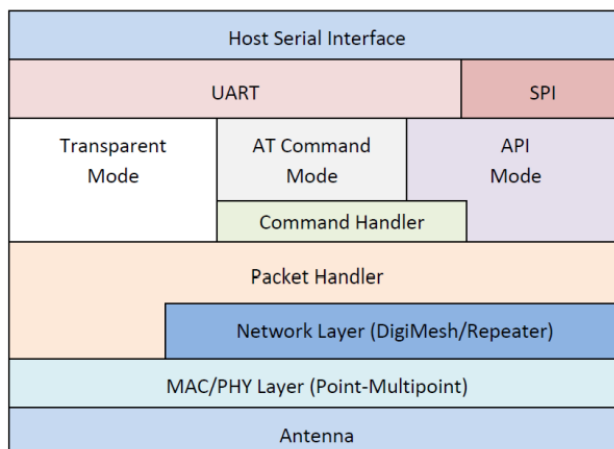 Host Serial Interface
UART
SPI
Transparent
Mode
AT Command
Mode
API
Mode
Command Handler
Packet Handler
Network Layer (DigiMesh/Repeater)
MAC/PHY Layer (Point-Multipoint)
Antenna